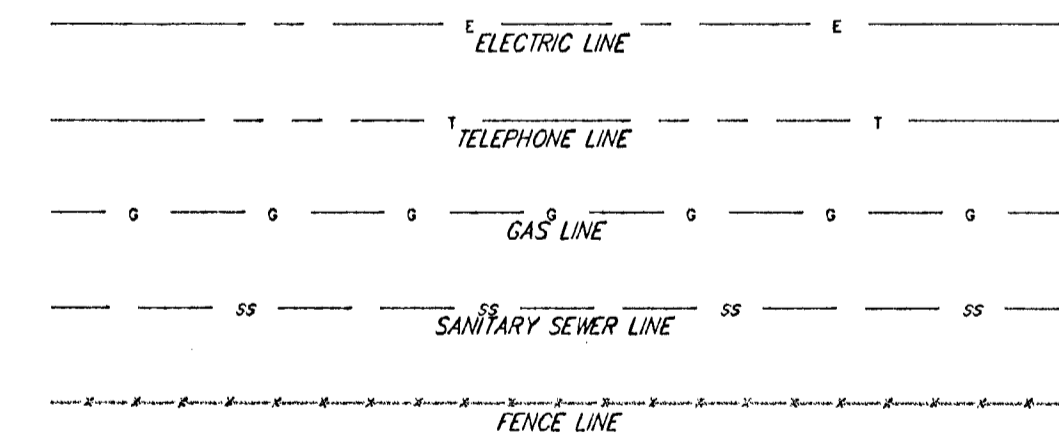 E E
ELECTRIC LINE
T T
TELEPHONE LINE
G G G G G G G
GAS LINE
SS SS SS SS
SANITARY SEWER LINE
x x x x x x x x x x x x x x x x x x x x x
FENCE LINE